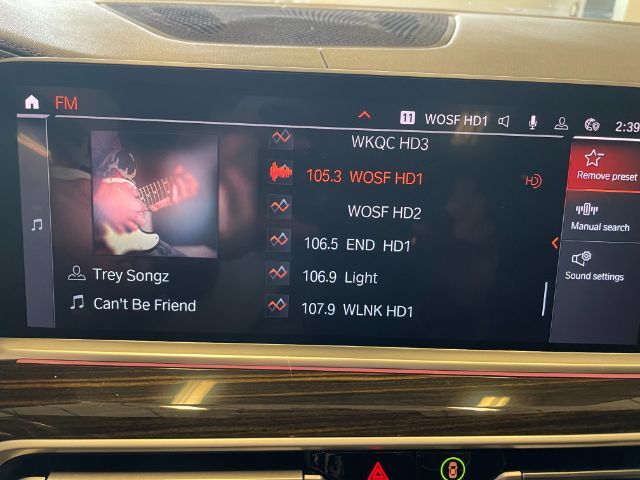 FM
11 WOSF HD1 2:39
WKQC HD3
105.3 WOSF HD1 HD
WOSF HD2
106.5 END HD1
106.9 Light
107.9 WLNK HD1
Trey Songz
Can't Be Friend
Remove preset
Manual search
Sound settings